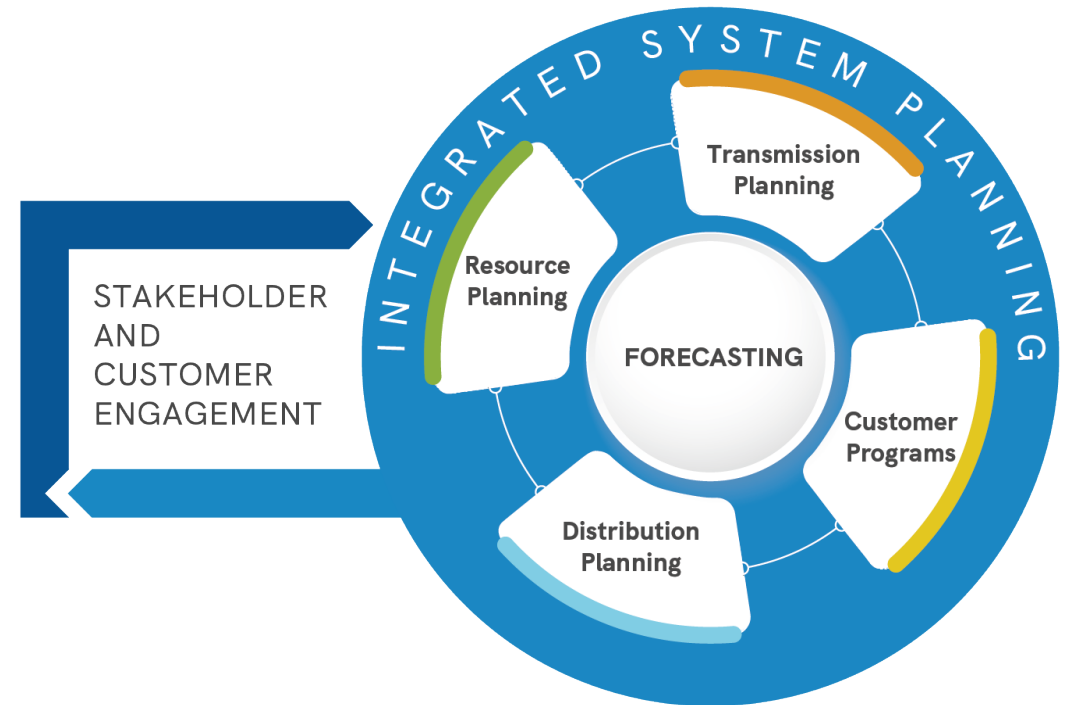 INTEGRATED SYSTEM PLANNING
Transmission
Planning
Resource
Planning
STAKEHOLDER
AND
CUSTOMER
ENGAGEMENT
FORECASTING
Customer
Programs
Distribution
Planning